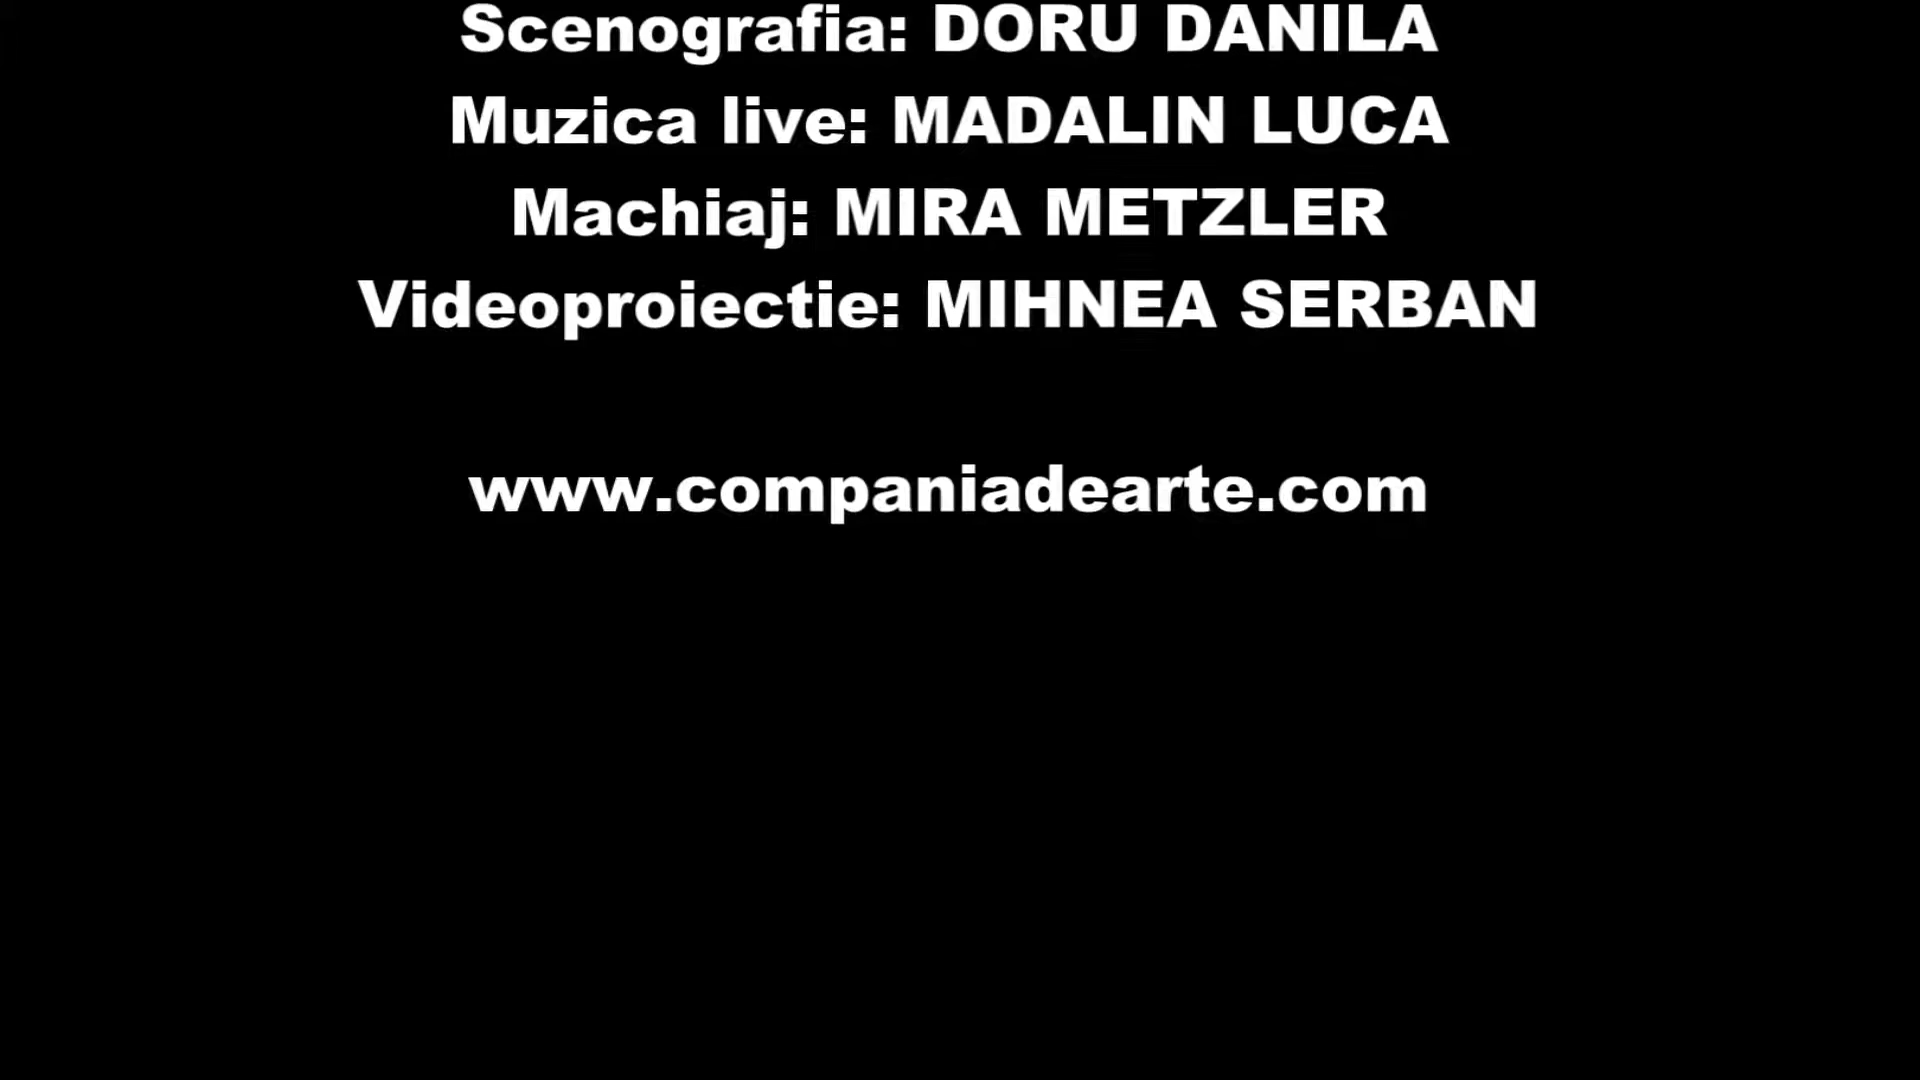 Scenografia: DORU DANILA
Muzica live: MADALIN LUCA
Machiaj: MIRA METZLER
Videoproiectie: MIHNEA SERBAN
www.companiadearte.com